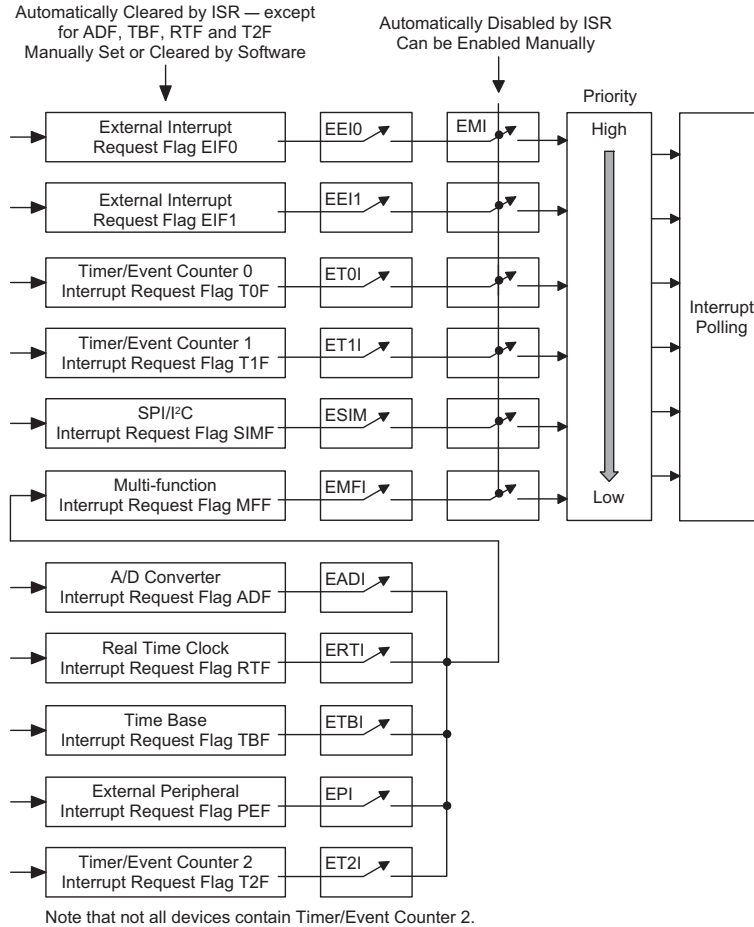 Automatically Cleared by ISR — except
for ADF, TBF, RTF and T2F
Manually Set or Cleared by Software
Automatically Disabled by ISR
Can be Enabled Manually
Priority
External Interrupt
Request Flag EIF0
EEI0
EMI
High
External Interrupt
Request Flag EIF1
EEI1
Timer/Event Counter 0
Interrupt Request Flag T0F
ET0I
Interrupt
Polling
Timer/Event Counter 1
Interrupt Request Flag T1F
ET1I
SPI/I²C
Interrupt Request Flag SIMF
ESIM
Multi-function
Interrupt Request Flag MFF
EMFI
Low
A/D Converter
Interrupt Request Flag ADF
EADI
Real Time Clock
Interrupt Request Flag RTF
ERTI
Time Base
Interrupt Request Flag TBF
ETBI
External Peripheral
Interrupt Request Flag PEF
EPI
Timer/Event Counter 2
Interrupt Request Flag T2F
ET2I
Note that not all devices contain Timer/Event Counter 2.